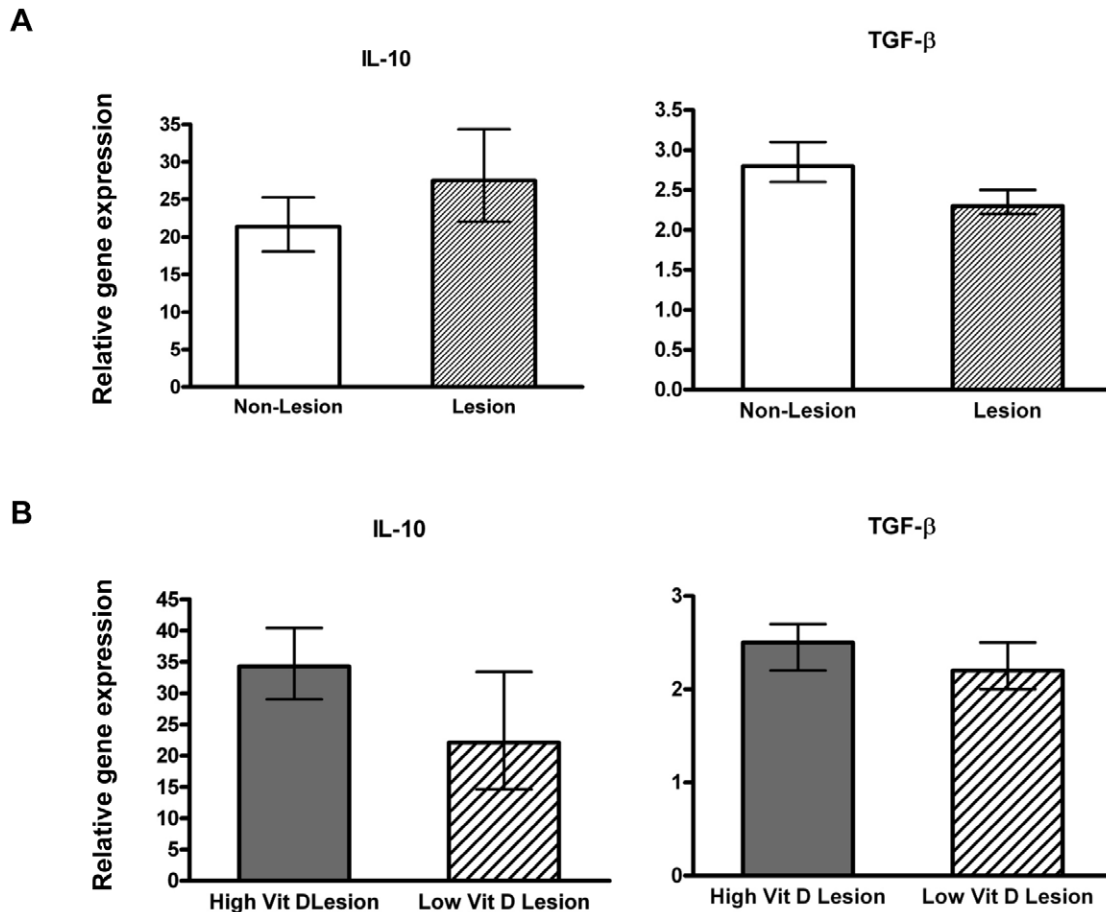 A
IL-10
TGF-β
Relative gene expression
35
30
25
20
15
10
5
0
Non-Lesion Lesion
3.5
3.0
2.5
2.0
1.5
1.0
0.5
0.0
Non-Lesion Lesion
B
IL-10
TGF-β
Relative gene expression
45
40
35
30
25
20
15
10
5
0
High Vit DLesion Low Vit D Lesion
3
2
1
0
High Vit D Lesion Low Vit D Lesion